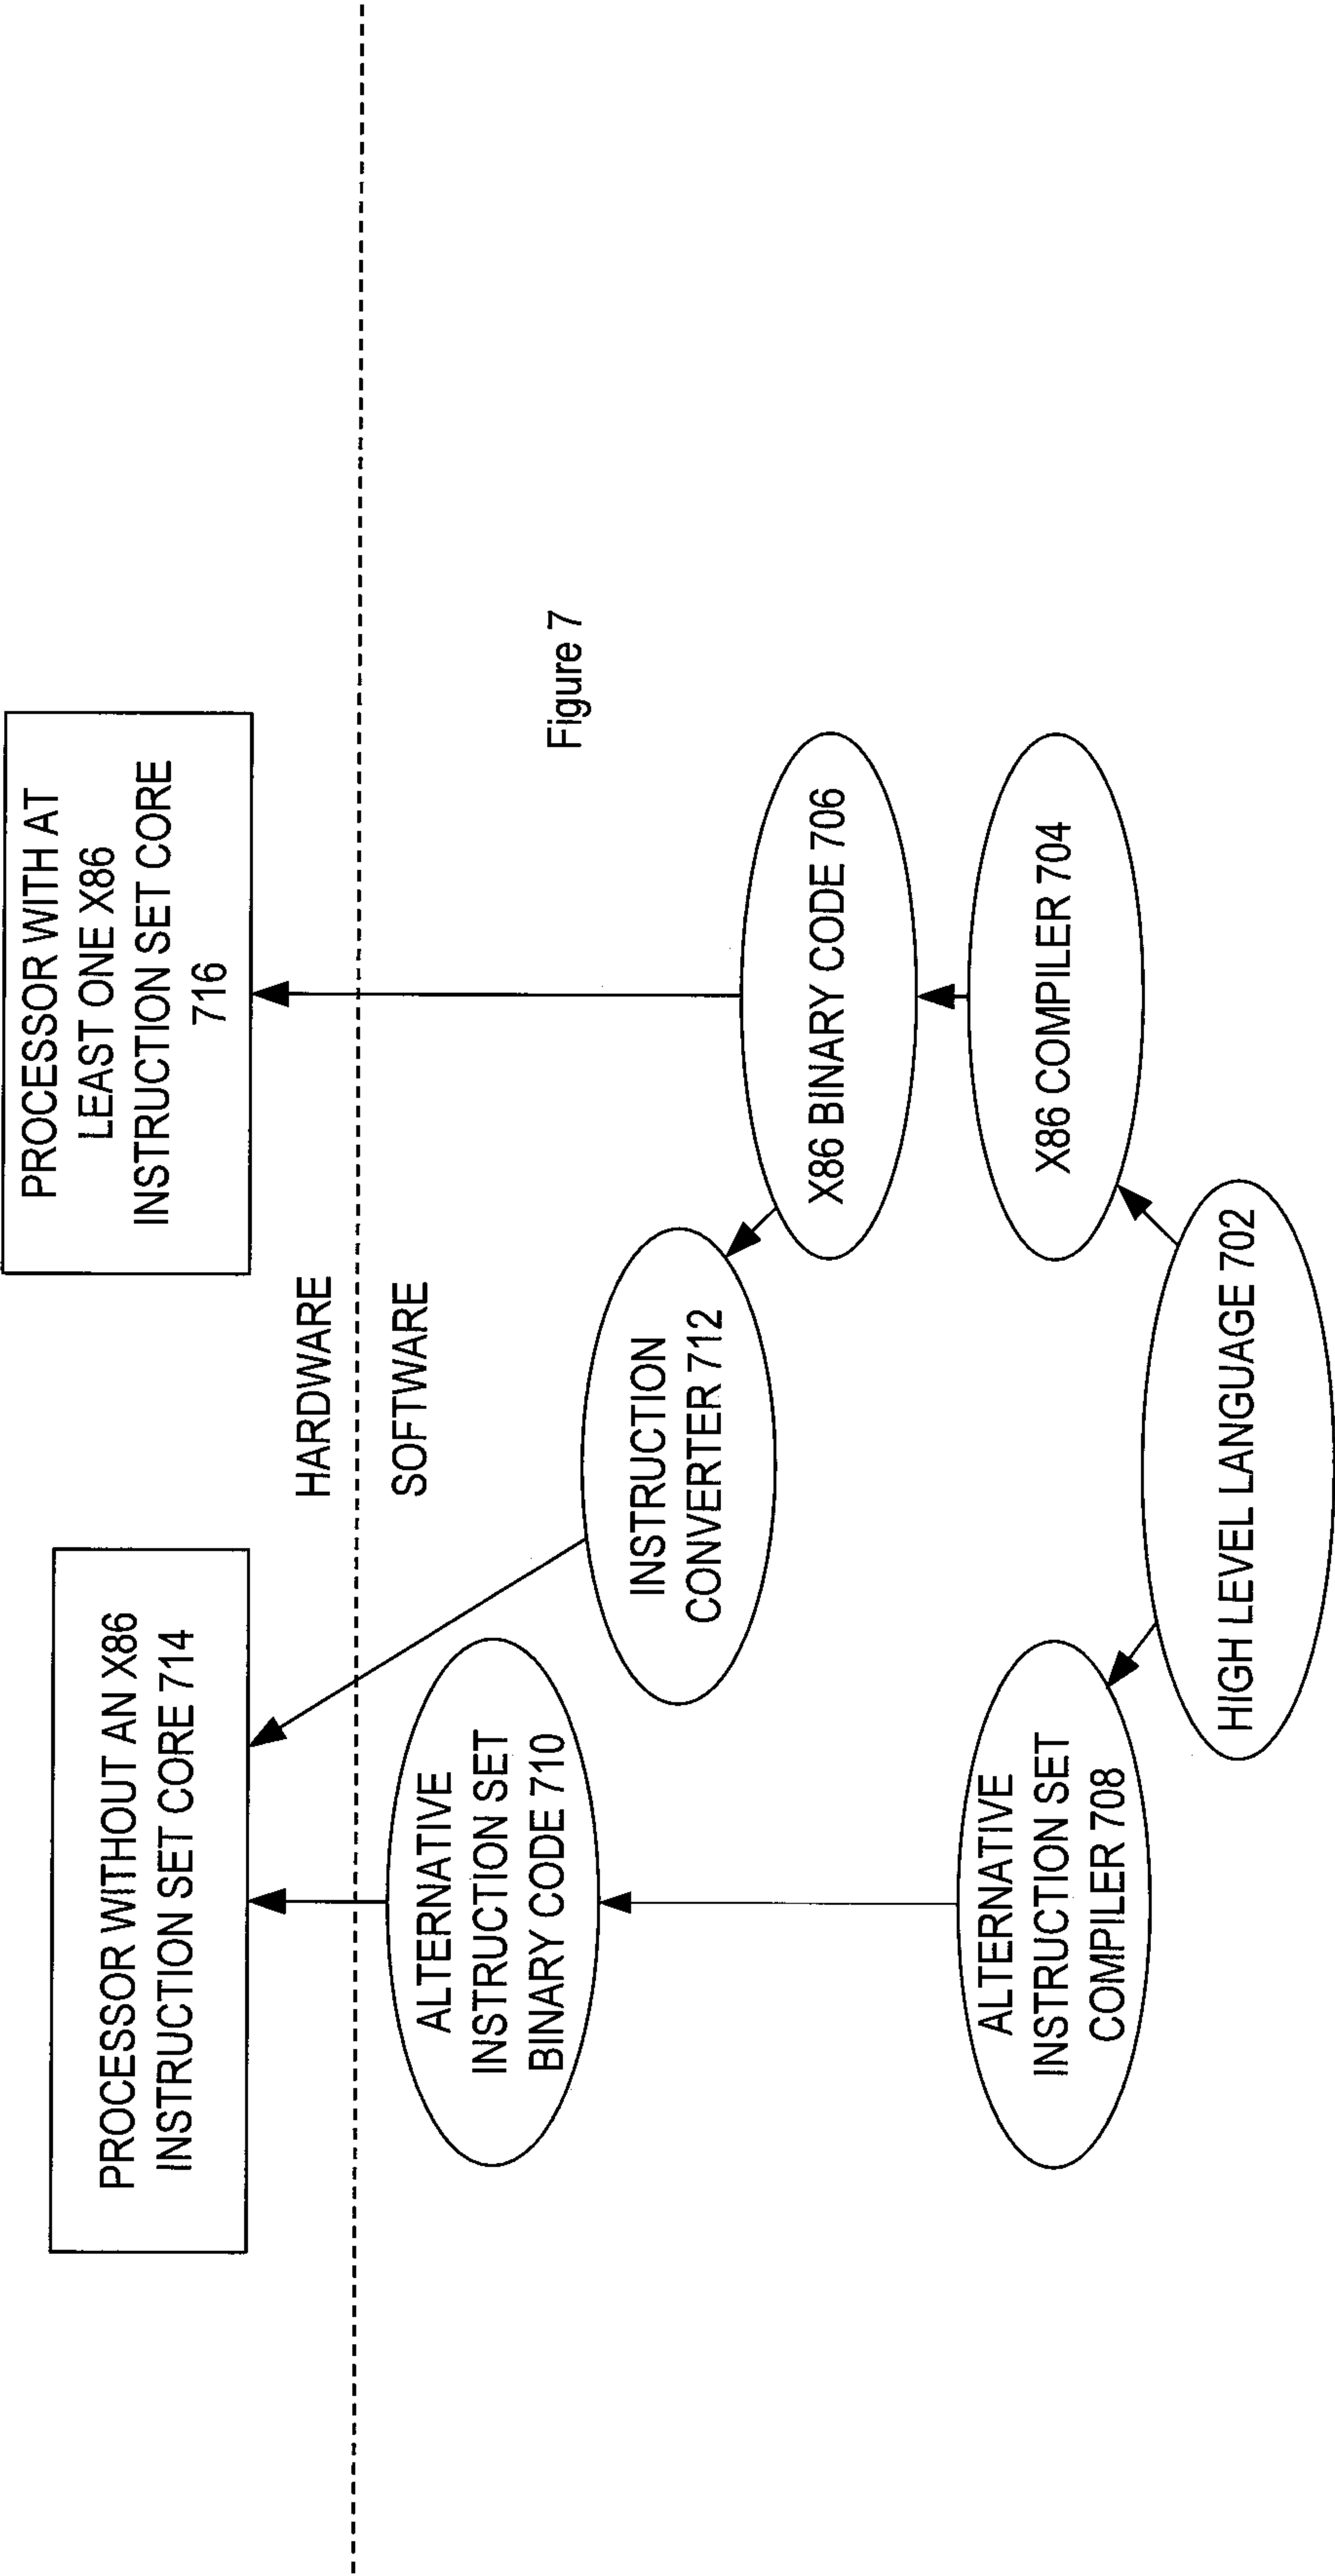 PROCESSOR WITHOUT AN X86
INSTRUCTION SET CORE 714
PROCESSOR WITH AT
LEAST ONE X86
INSTRUCTION SET CORE
716
HARDWARE
SOFTWARE
ALTERNATIVE
INSTRUCTION SET
BINARY CODE 710
INSTRUCTION
CONVERTER 712
Figure 7
X86 BINARY CODE 706
ALTERNATIVE
INSTRUCTION SET
COMPILER 708
X86 COMPILER 704
HIGH LEVEL LANGUAGE 702